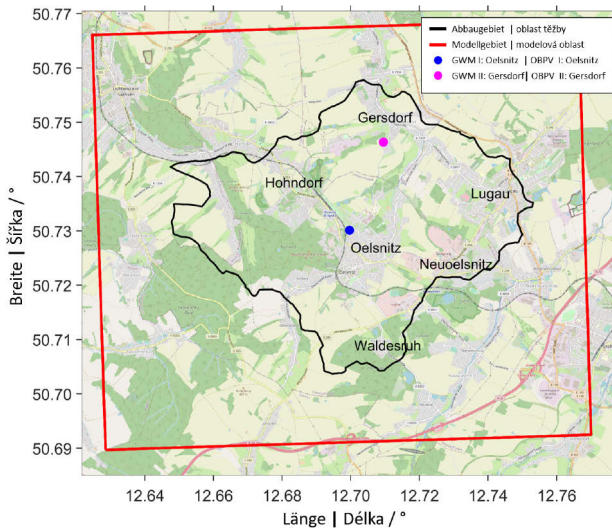 50.77
50.76
50.75
50.74
50.73
50.72
50.71
50.70
50.69
Breite | Šířka / °
Abbaugebiet | oblast těžby
Modellgebiet | modelová oblast
GWM I: Oelsnitz | OBPV I: Oelsnitz
GWM II: Gersdorf | OBPV II: Gersdorf
Gersdorf
Hohndorf
Lugau
Oelsnitz
Neuoelsnitz
Waldesruh
12.64 12.66 12.68 12.70 12.72 12.74 12.76
Länge | Délka / °